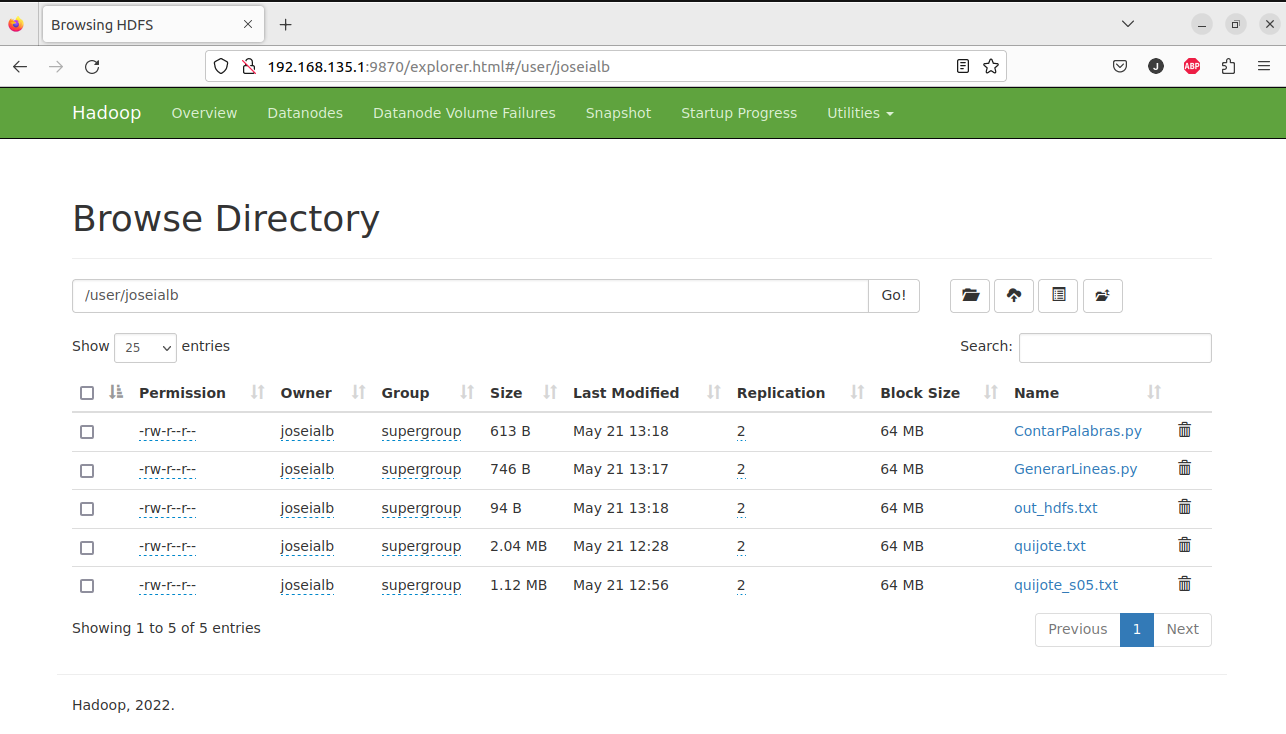 Browsing HDFS
192.168.135.1:9870/explorer.html#/user/joseialb
J
ABP
Hadoop Overview Datanodes Datanode Volume Failures Snapshot Startup Progress Utilities
Browse Directory
/user/joseialb Go!
Show 25 entries Search:
Permission Owner Group Size Last Modified Replication Block Size Name
-rw-r--r-- joseialb supergroup 613 B May 21 13:18 2 64 MB ContarPalabras.py
-rw-r--r-- joseialb supergroup 746 B May 21 13:17 2 64 MB GenerarLineas.py
-rw-r--r-- joseialb supergroup 94 B May 21 13:18 2 64 MB out_hdfs.txt
-rw-r--r-- joseialb supergroup 2.04 MB May 21 12:28 2 64 MB quijote.txt
-rw-r--r-- joseialb supergroup 1.12 MB May 21 12:56 2 64 MB quijote_s05.txt
Showing 1 to 5 of 5 entries Previous 1 Next
Hadoop, 2022.